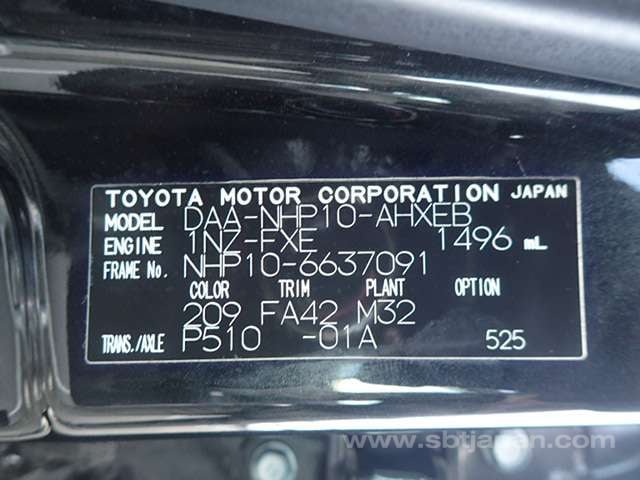 TOYOTA MOTOR CORPORATION JAPAN
MODEL DAA-NHP10-AHXEB
ENGINE 1NZ-FXE 1496 mL
FRAME No. NHP10-6637091
COLOR TRIM PLANT OPTION
209 FA42 M32
TRANS./AXLE P510 -01A 525
www.sbtjapan.com